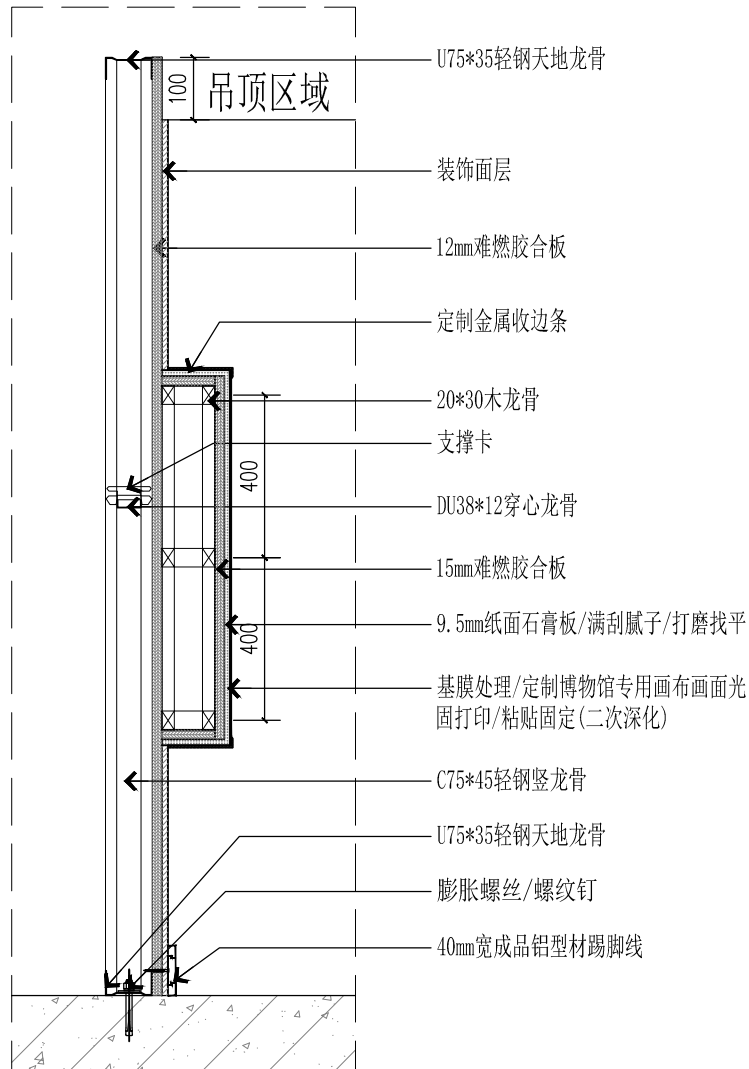 U75*35轻钢天地龙骨
100
吊顶区域
装饰面层
12mm难燃胶合板
定制金属收边条
20*30木龙骨
支撑卡
400
DU38*12穿心龙骨
15mm难燃胶合板
9.5mm纸面石膏板/满刮腻子/打磨找平
400
基膜处理/定制博物馆专用画布画面光
固打印/粘贴固定(二次深化)
C75*45轻钢竖龙骨
U75*35轻钢天地龙骨
膨胀螺丝/螺纹钉
40mm宽成品铝型材踢脚线